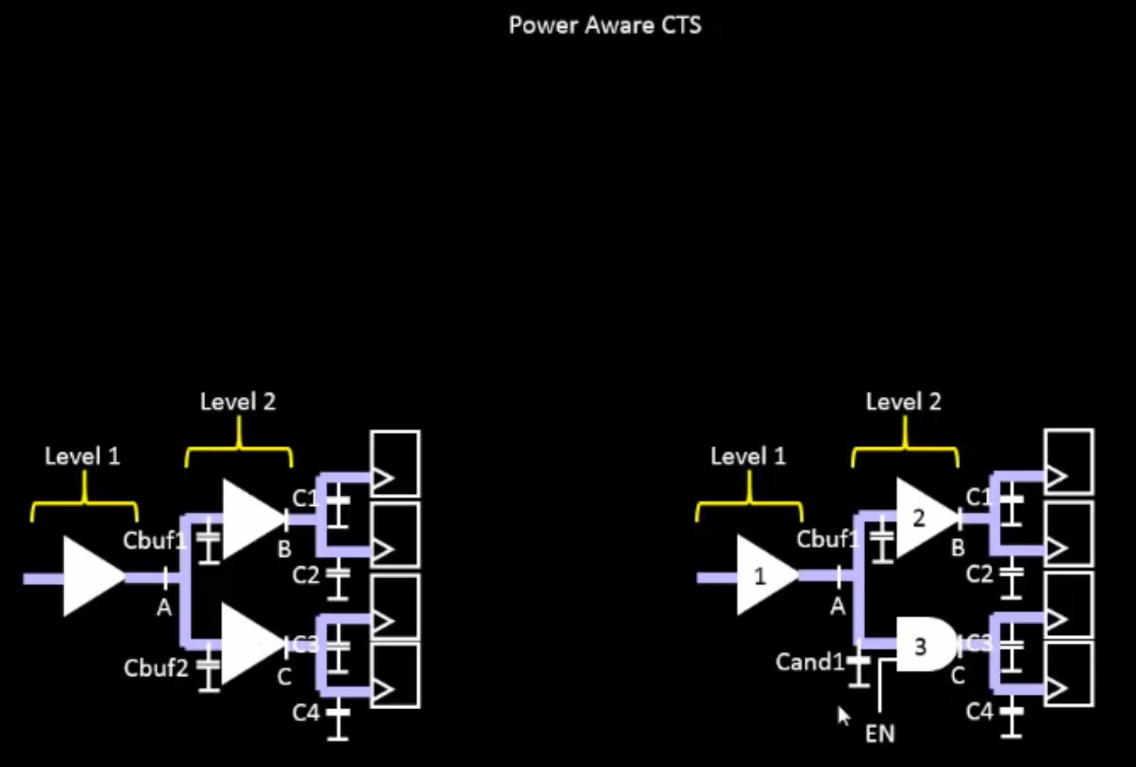 Power Aware CTS
Level 2
Level 1
Cbuf1
C1
B
C2
A
Cbuf2
C3
C
C4
Level 2
Level 1
Cbuf1
2
C1
B
C2
1
A
Cand1
3
C3
C
C4
EN